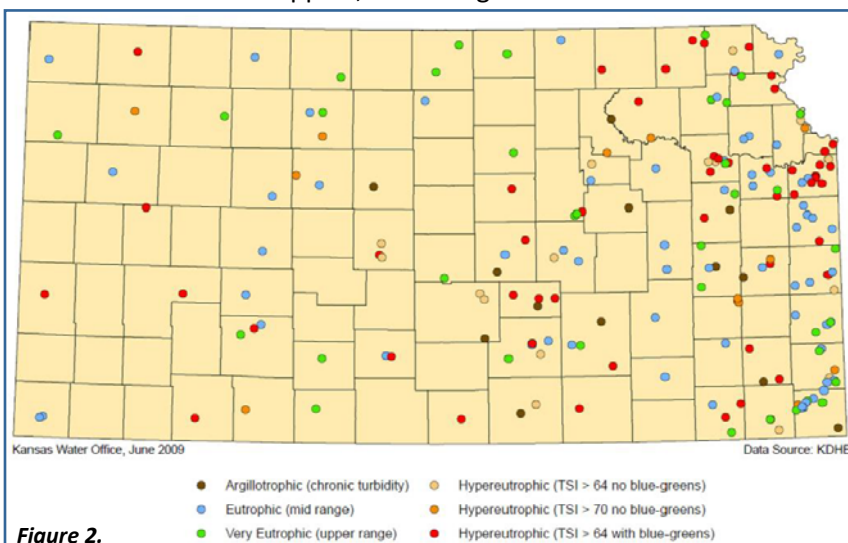 Kansas Water Office, June 2009
Data Source: KDHE
Argillotrophic (chronic turbidity)
Hypereutrophic (TSI > 64 no blue-greens)
Eutrophic (mid range)
Hypereutrophic (TSI > 70 no blue-greens)
Very Eutrophic (upper range)
Hypereutrophic (TSI > 64 with blue-greens)
Figure 2.